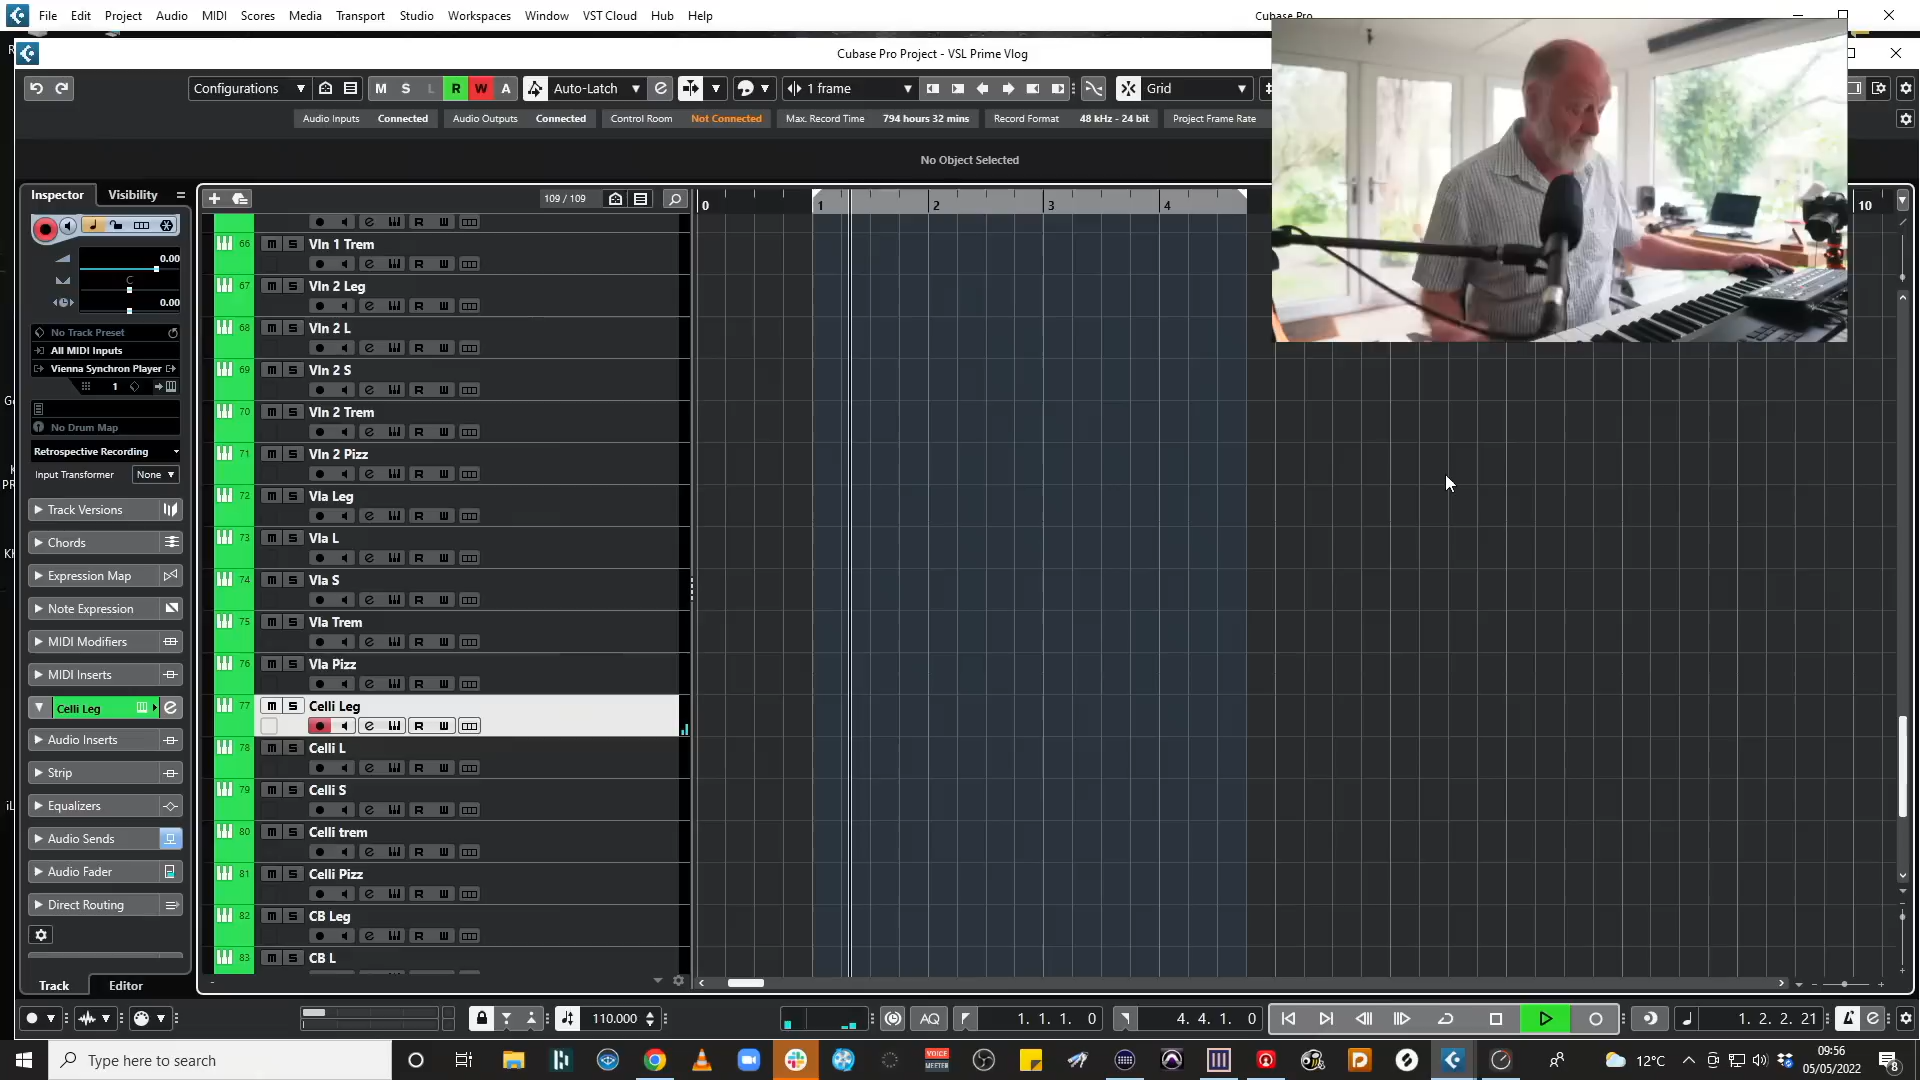 File Edit Project Audio MIDI Scores Media Transport Studio Workspaces Window VST Cloud Hub Help
Cubase Pro
Cubase Pro Project - VSL Prime Vlog
Configurations M S L R W A Auto-Latch 1 frame Grid
Audio Inputs Connected Audio Outputs Connected Control Room Not Connected Max. Record Time 794 hours 32 mins Record Format 48 kHz - 24 bit Project Frame Rate
No Object Selected
Inspector Visibility
109 / 109
0 1 2 3 4 10
0.00
C
0.00
No Track Preset
All MIDI Inputs
Vienna Synchron Player
1
No Drum Map
Retrospective Recording
Input Transformer None
Track Versions
Chords
Expression Map
Note Expression
MIDI Modifiers
MIDI Inserts
Celli Leg
Audio Inserts
Strip
Equalizers
Audio Sends
Audio Fader
Direct Routing
Track Editor
66 m S Vln 1 Trem
67 m S Vln 2 Leg
68 m S Vln 2 L
69 m S Vln 2 S
70 m S Vln 2 Trem
71 m S Vln 2 Pizz
72 m S Vla Leg
73 m S Vla L
74 m S Vla S
75 m S Vla Trem
76 m S Vla Pizz
77 m S Celli Leg
78 m S Celli L
79 m S Celli S
80 m S Celli trem
81 m S Celli Pizz
82 m S CB Leg
83 m S CB L
110.000 AQ 1. 1. 1. 0 4. 4. 1. 0 1. 2. 2. 21
Type here to search
VOICE MEETER
12°C
09:56
05/05/2022
8